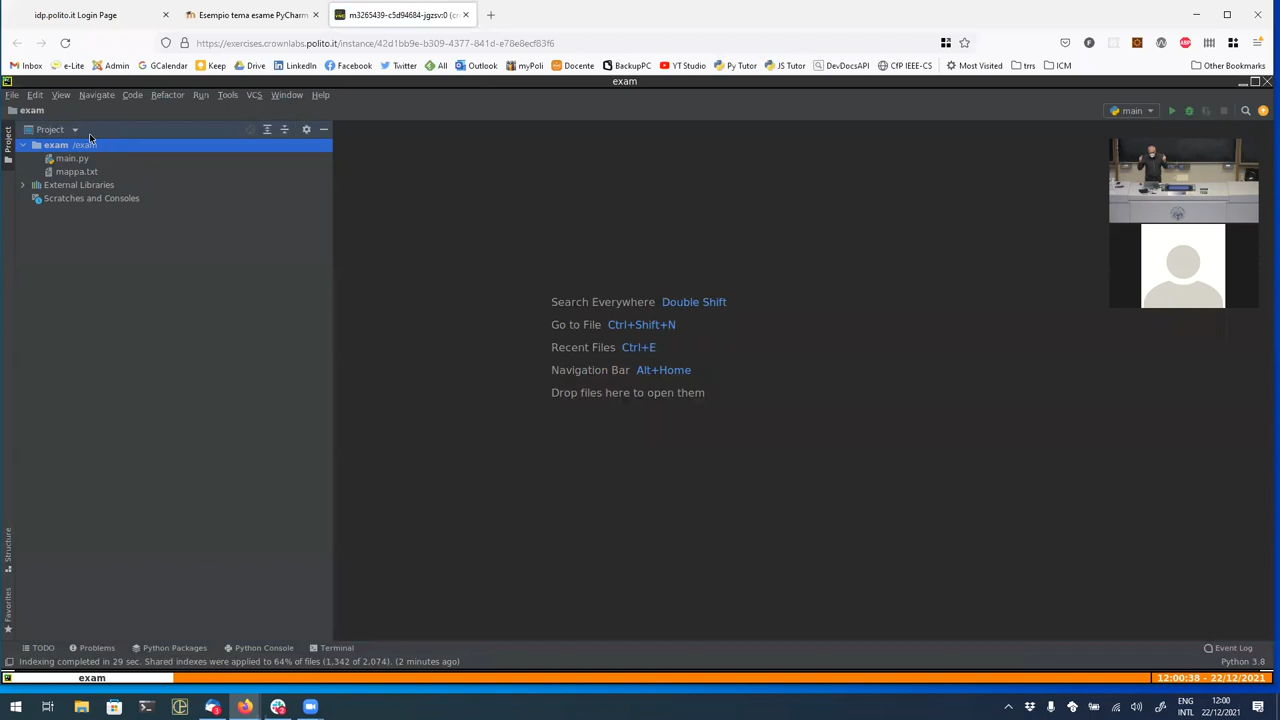 idp.polito.it Login Page
Esempio tema esame PyCharm
m3265439-c5d94684-jgzsv:0 (cr
https://exercises.crownlabs.polito.it/instance/42d1bb9e-b309-4377-841d-e78e8ecf83f6
Inbox e-Lite Admin GCalendar Keep Drive LinkedIn Facebook Twitter All Outlook myPoli Docente BackupPC YT Studio Py Tutor JS Tutor DevDocsAPI CfP IEEE-CS Most Visited trrs ICM Other Bookmarks
exam
File Edit View Navigate Code Refactor Run Tools VCS Window Help
exam
main
Project
Project
exam /exam
main.py
mappa.txt
External Libraries
Scratches and Consoles
Search Everywhere Double Shift
Go to File Ctrl+Shift+N
Recent Files Ctrl+E
Navigation Bar Alt+Home
Drop files here to open them
Structure
Favorites
TODO Problems Python Packages Python Console Terminal Event Log
Indexing completed in 29 sec. Shared indexes were applied to 64% of files (1,342 of 2,074). (2 minutes ago) Python 3.8
exam 12:00:38 - 22/12/2021
ENG
INTL
12:00
22/12/2021